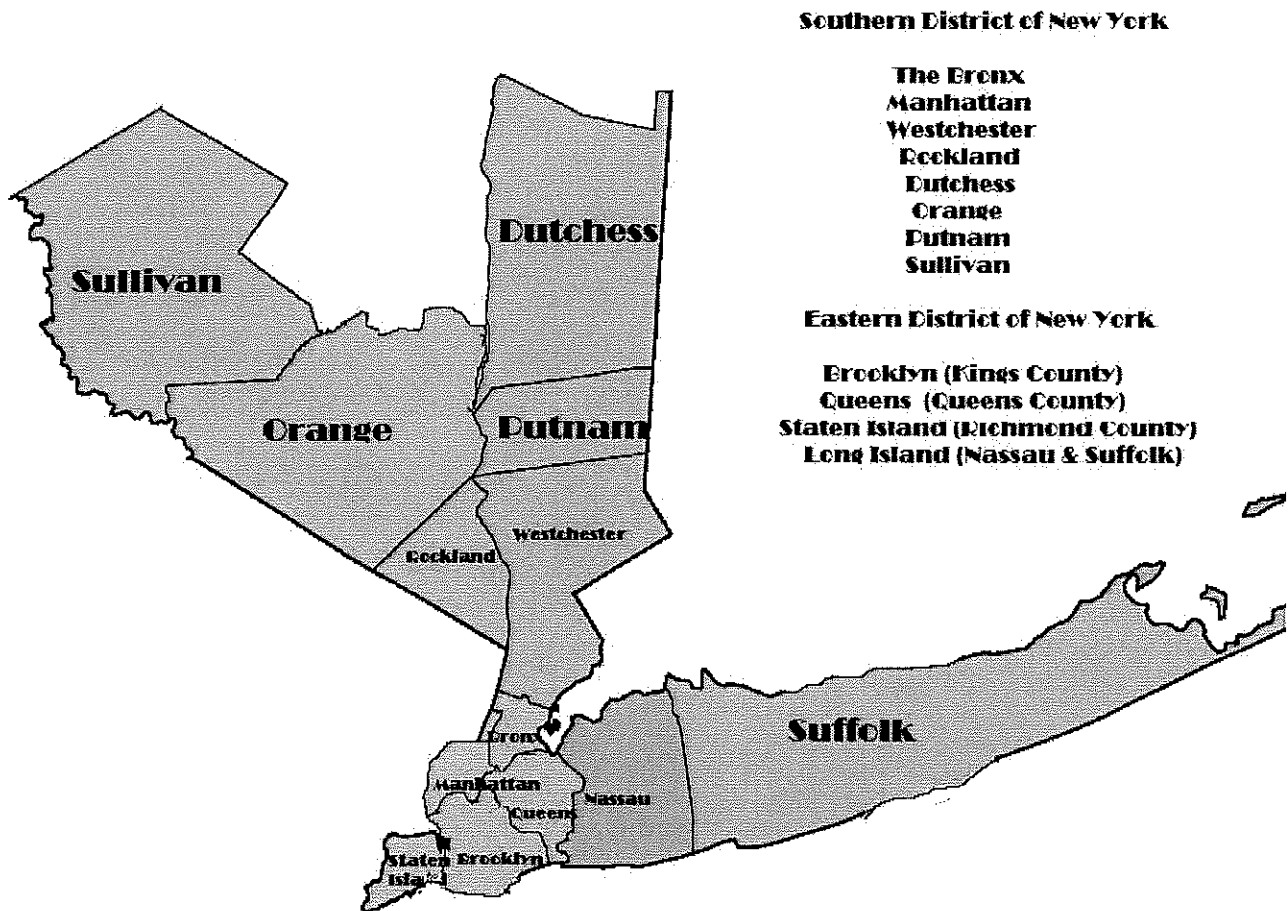 Southern District of New York
The Bronx
Manhattan
Westchester
Rockland
Dutchess
Orange
Putnam
Sullivan
Eastern District of New York
Brooklyn (Kings County)
Queens (Queens County)
Staten Island (Richmond County)
Long Island (Nassau & Suffolk)
Dutchess
Sullivan
Orange
Putnam
Westchester
Rockland
Suffolk
Bronx
Manhattan
Nassau
Queens
Staten
Island
Brooklyn